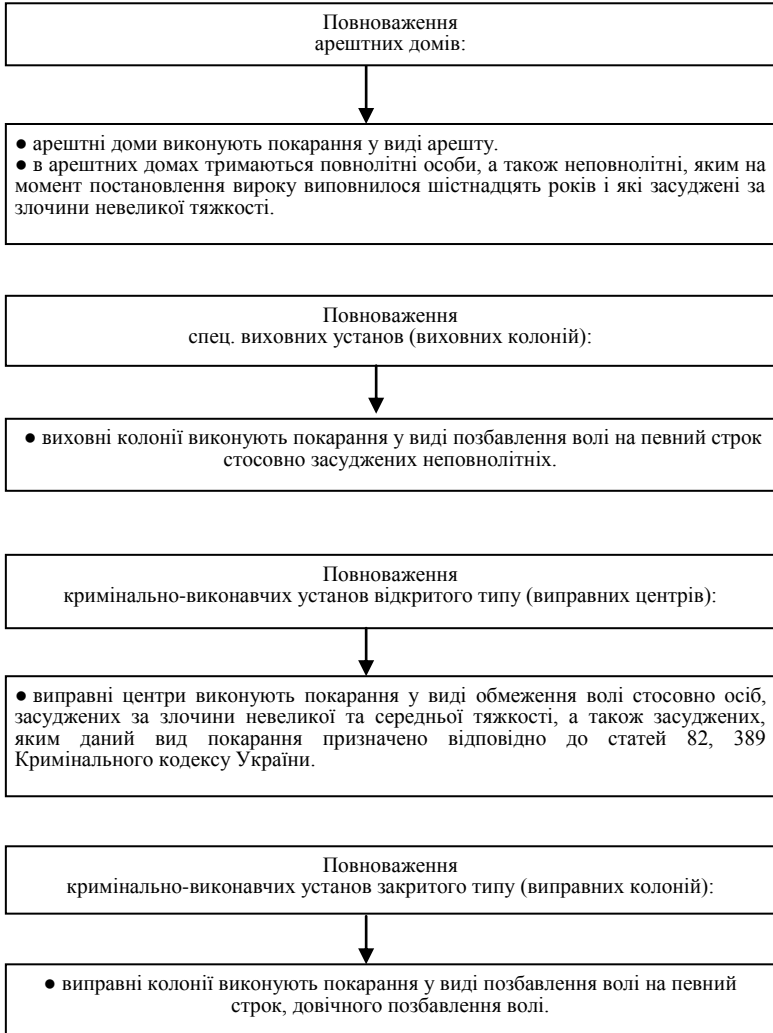 Повноваження
арештних домів:
● арештні доми виконують покарання у виді арешту.
● в арештних домах тримаються повнолітні особи, а також неповнолітні, яким на
момент постановлення вироку виповнилося шістнадцять років і які засуджені за
злочини невеликої тяжкості.
Повноваження
спец. виховних установ (виховних колоній):
● виховні колонії виконують покарання у виді позбавлення волі на певний строк
стосовно засуджених неповнолітніх.
Повноваження
кримінально-виконавчих установ відкритого типу (виправних центрів):
● виправні центри виконують покарання у виді обмеження волі стосовно осіб,
засуджених за злочини невеликої та середньої тяжкості, а також засуджених,
яким даний вид покарання призначено відповідно до статей 82, 389
Кримінального кодексу України.
Повноваження
кримінально-виконавчих установ закритого типу (виправних колоній):
● виправні колонії виконують покарання у виді позбавлення волі на певний
строк, довічного позбавлення волі.